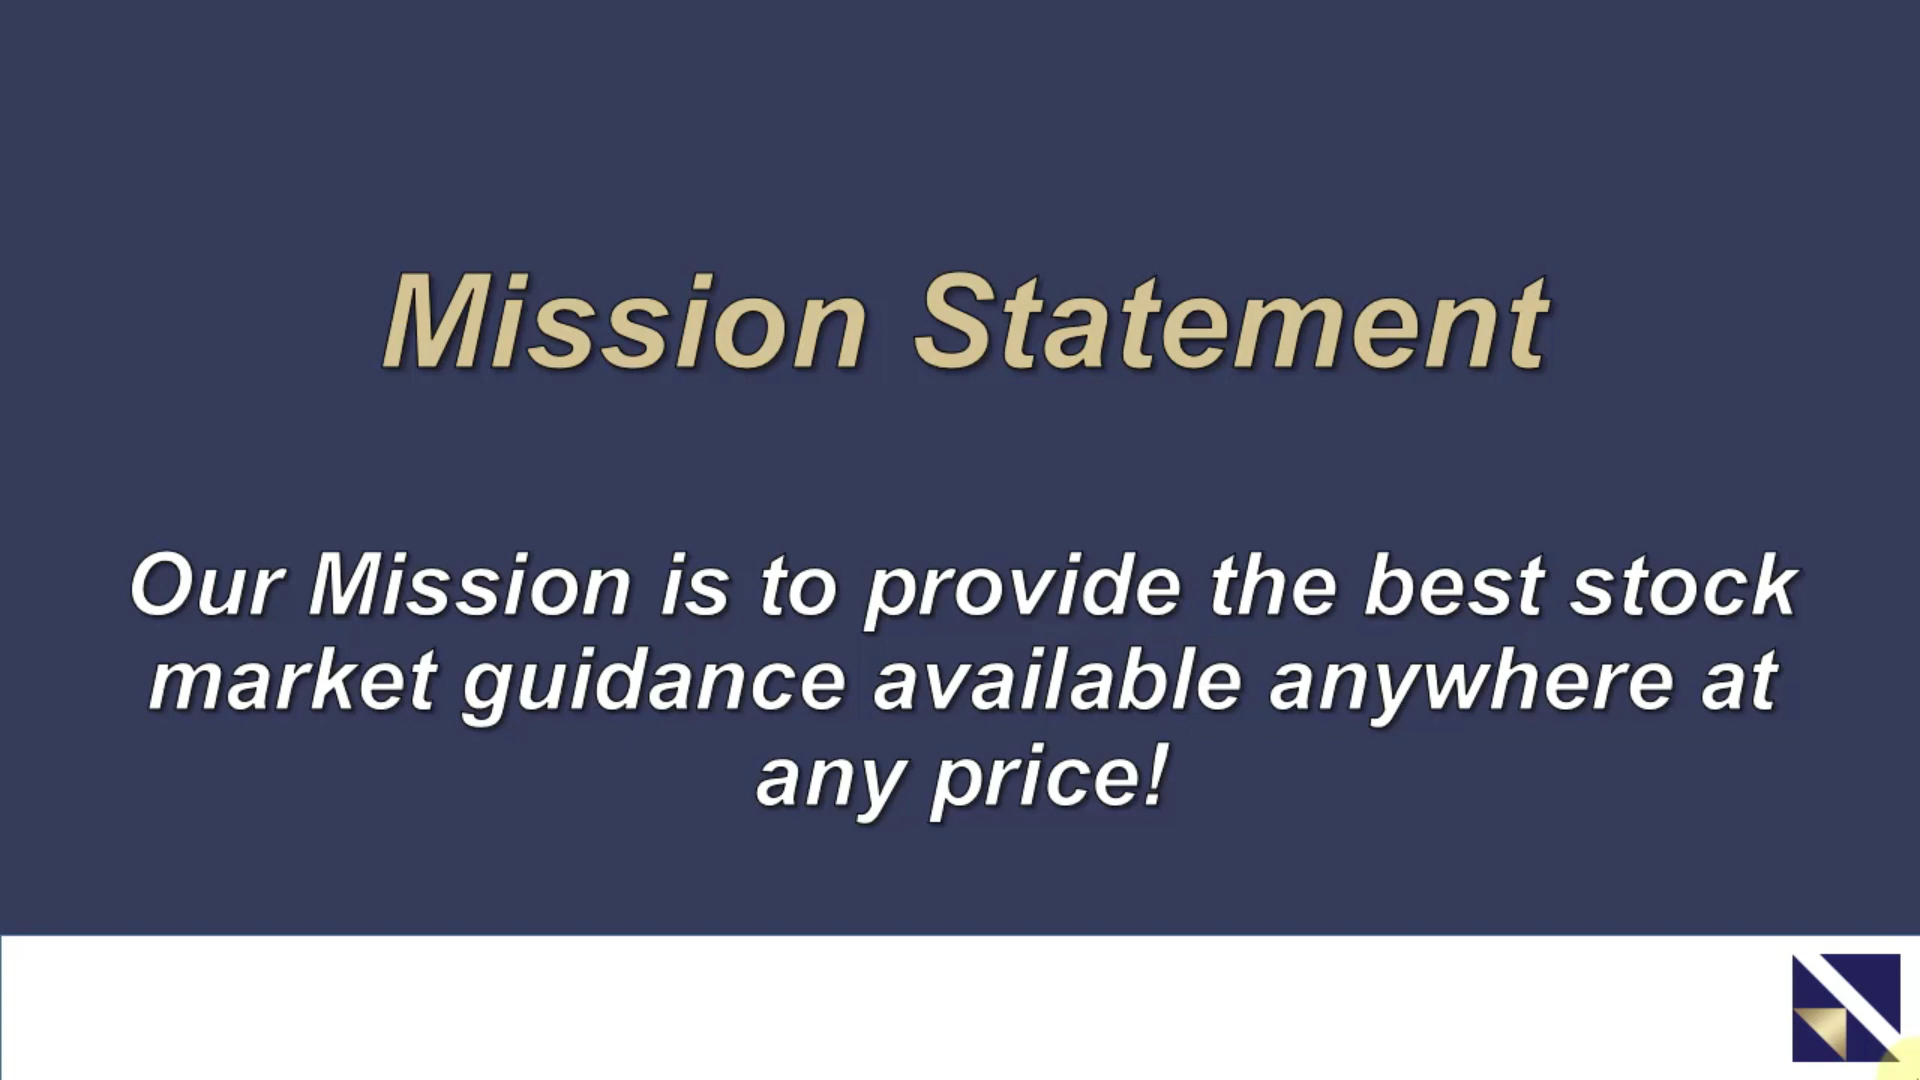 Mission Statement
Our Mission is to provide the best stock
market guidance available anywhere at
any price!